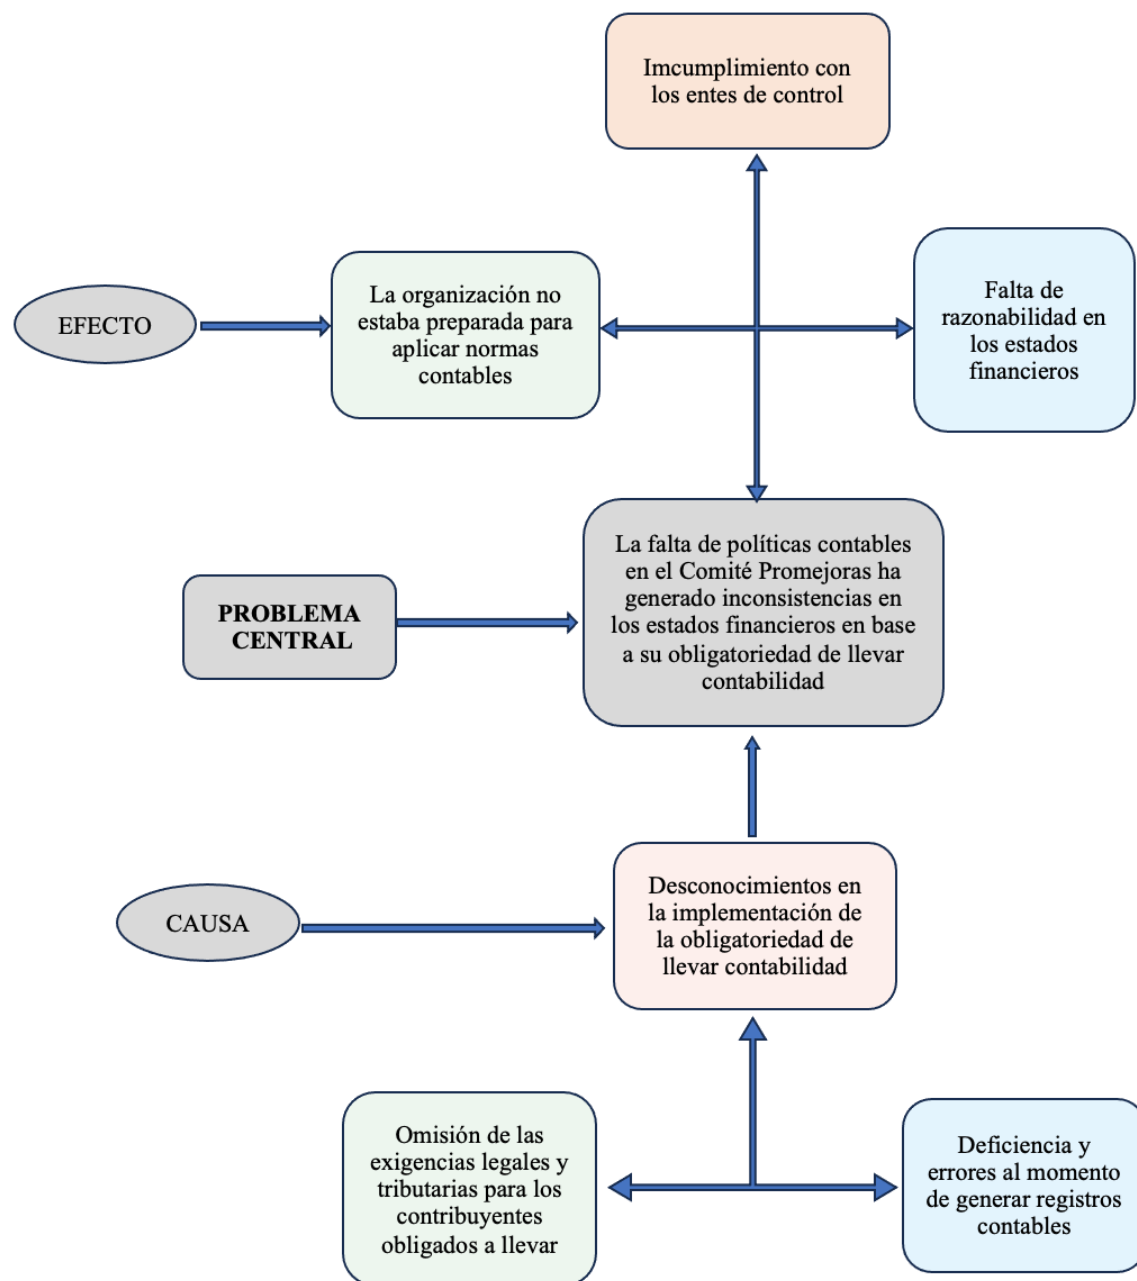 Imcumplimiento con
los entes de control
EFECTO
La organización no
estaba preparada para
aplicar normas
contables
Falta de
razonabilidad en
los estados
financieros
PROBLEMA
CENTRAL
La falta de políticas contables
en el Comité Promejoras ha
generado inconsistencias en
los estados financieros en base
a su obligatoriedad de llevar
contabilidad
CAUSA
Desconocimientos en
la implementación de
la obligatoriedad de
llevar contabilidad
Omisión de las
exigencias legales y
tributarias para los
contribuyentes
obligados a llevar
Deficiencia y
errores al momento
de generar registros
contables